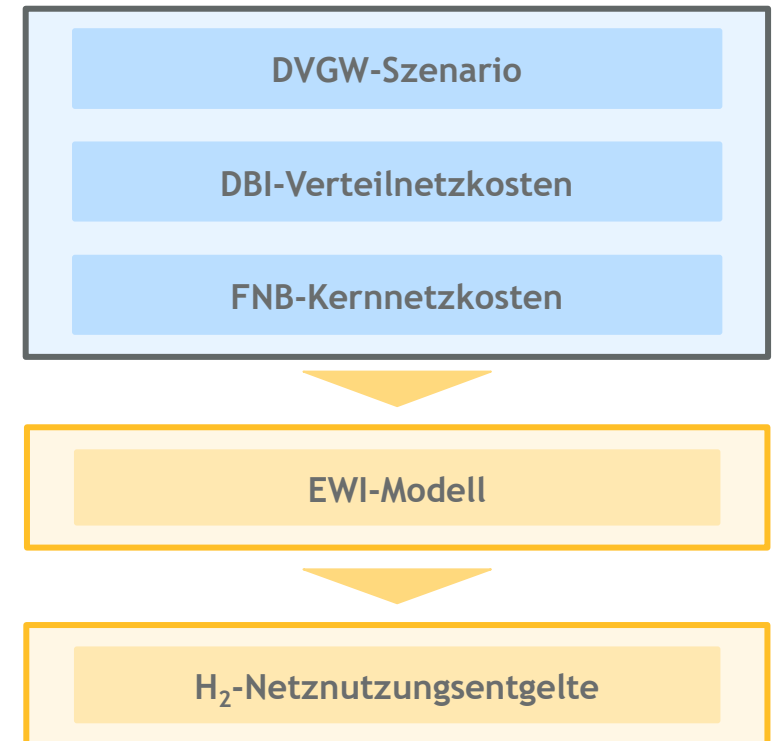 DVGW-Szenario
DBI-Verteilnetzkosten
FNB-Kernnetzkosten
EWI-Modell
H₂-Netznutzungsentgelte